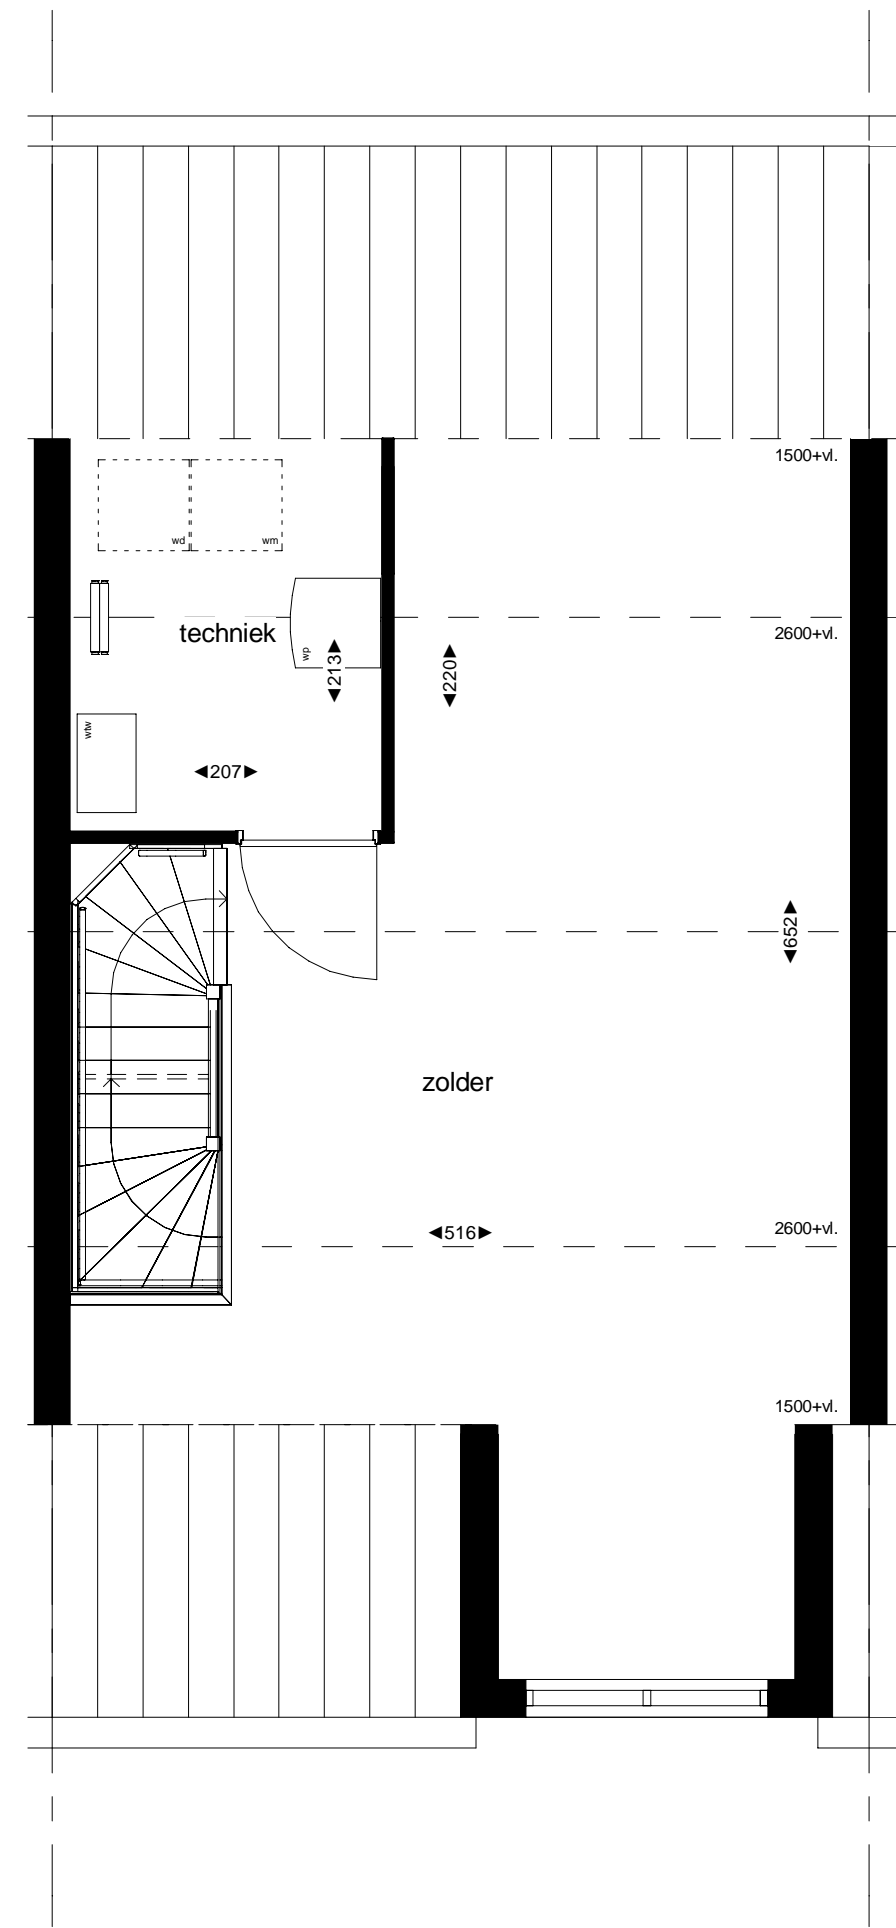 1500+vl.
wd
wm
techniek
2600+vl.
wp
213
220
wtw
207
652
zolder
516
2600+vl.
1500+vl.